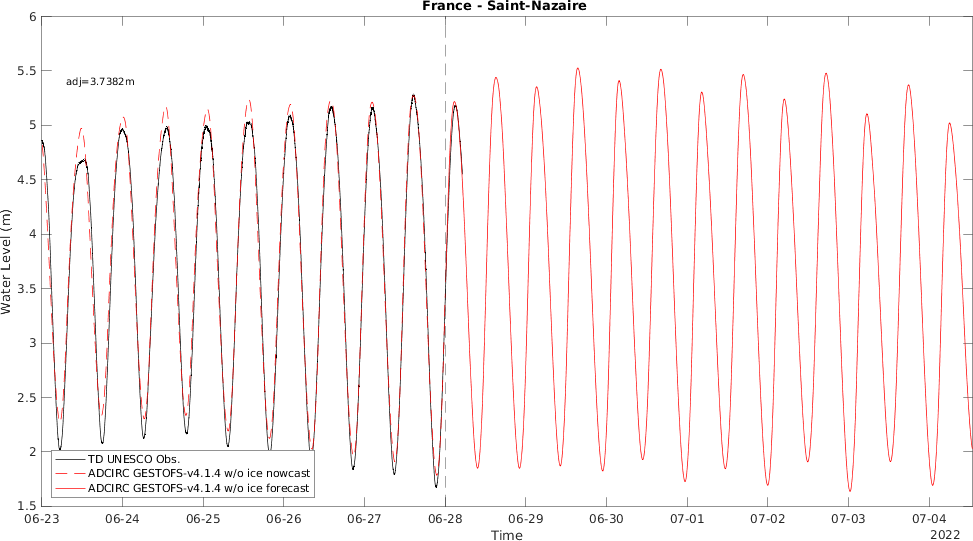 France - Saint-Nazaire
6
5.5
5
4.5
4
3.5
3
2.5
2
1.5
Water Level (m)
adj=3.7382m
TD UNESCO Obs.
ADCIRC GESTOFS-v4.1.4 w/o ice nowcast
ADCIRC GESTOFS-v4.1.4 w/o ice forecast
06-23 06-24 06-25 06-26 06-27 06-28 06-29 06-30 07-01 07-02 07-03 07-04
Time
2022